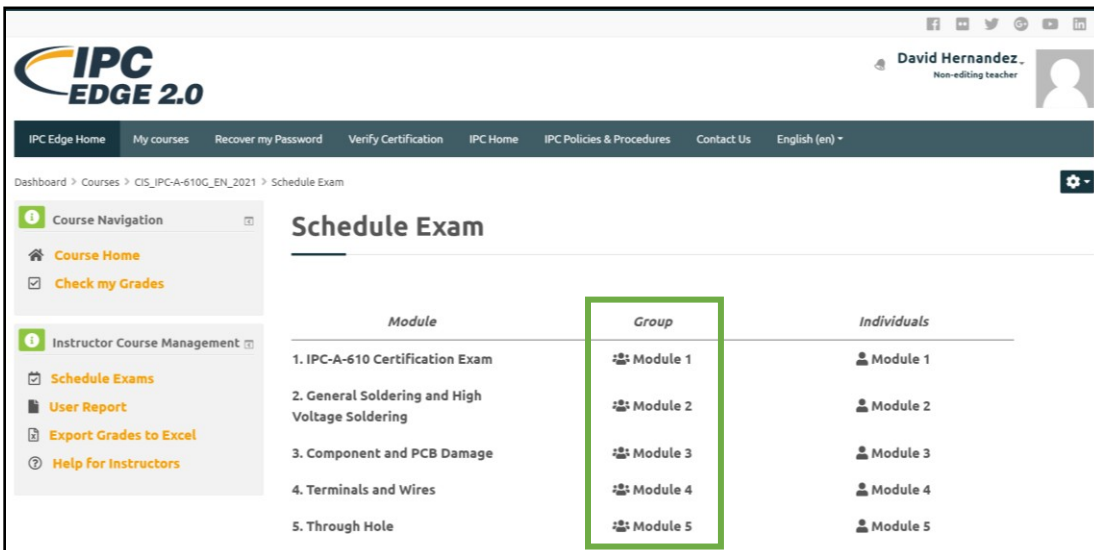 IPC
EDGE 2.0
David Hernandez
Non-editing teacher
IPC Edge Home My courses Recover my Password Verify Certification IPC Home IPC Policies & Procedures Contact Us English (en)
Dashboard > Courses > CIS_IPC-A-610G_EN_2021 > Schedule Exam
Course Navigation
Course Home
Check my Grades
Instructor Course Management
Schedule Exams
User Report
Export Grades to Excel
Help for Instructors
Schedule Exam
Module Group Individuals
1. IPC-A-610 Certification Exam Module 1 Module 1
2. General Soldering and High
Voltage Soldering Module 2 Module 2
3. Component and PCB Damage Module 3 Module 3
4. Terminals and Wires Module 4 Module 4
5. Through Hole Module 5 Module 5